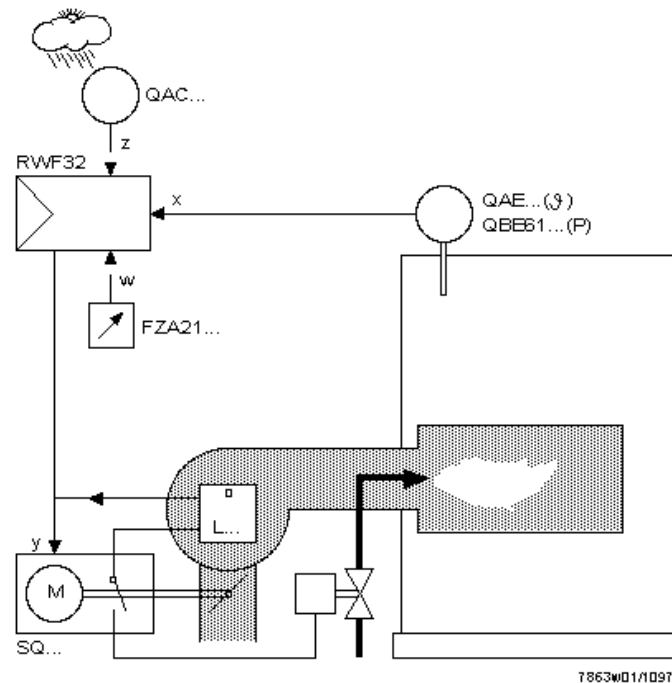 QAC...
z
RWF32
x
QAE...(ϑ)
QBE61...(P)
w
FZA21...
L...
y
M
SQ...
7863w01/1097